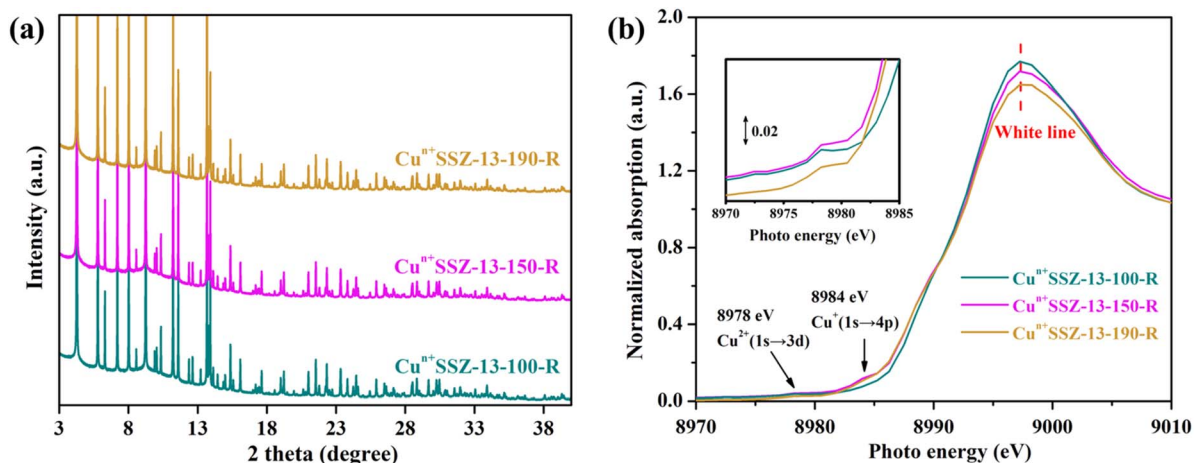 (a)
Intensity (a.u.)
Cuⁿ⁺SSZ-13-190-R
Cuⁿ⁺SSZ-13-150-R
Cuⁿ⁺SSZ-13-100-R
3 8 13 18 23 28 33 38
2 theta (degree)
(b)
Normalized absorption (a.u.)
2.0
1.6
1.2
0.8
0.4
0.0
0.02
8970 8975 8980 8985
Photo energy (eV)
White line
Cuⁿ⁺SSZ-13-100-R
Cuⁿ⁺SSZ-13-150-R
Cuⁿ⁺SSZ-13-190-R
8978 eV
Cu²⁺(1s→3d)
8984 eV
Cu⁺(1s→4p)
8970 8980 8990 9000 9010
Photo energy (eV)